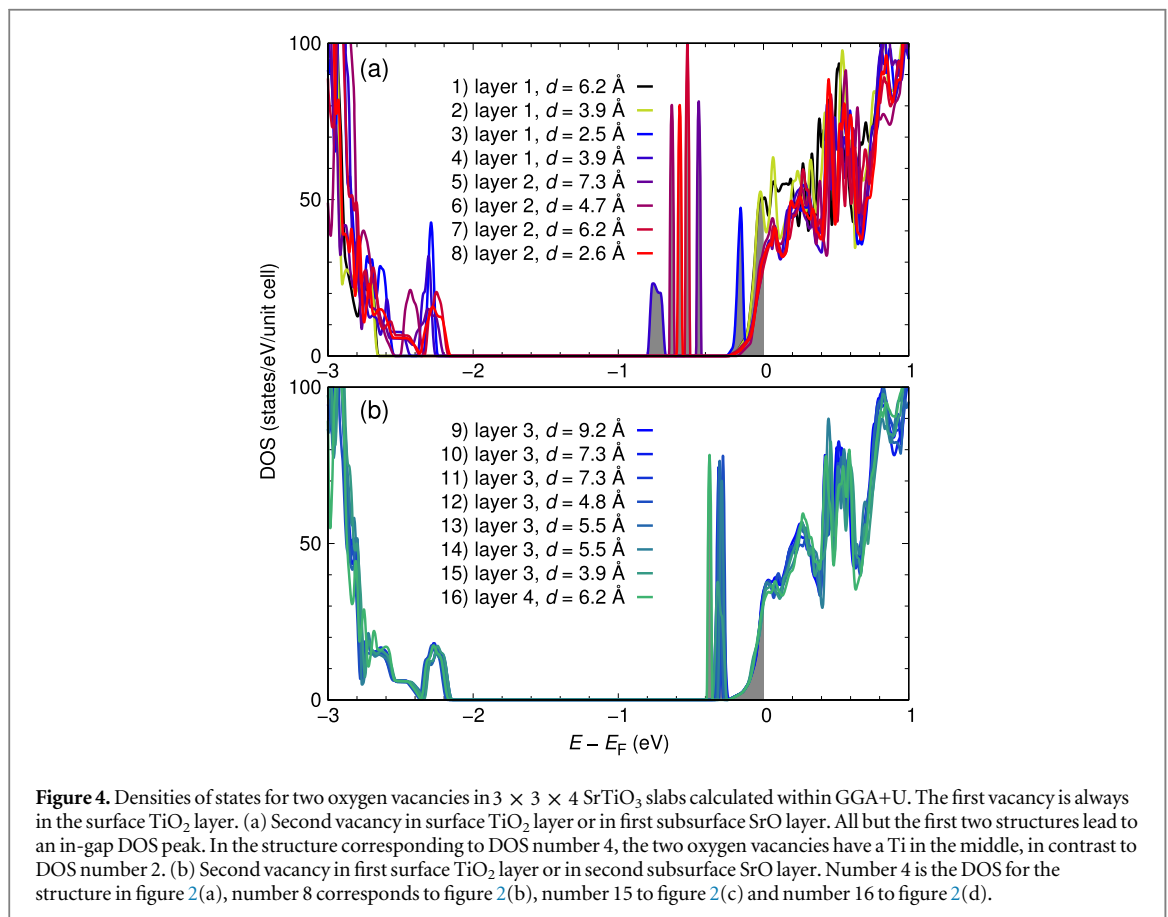 100
(a)
1) layer 1, d = 6.2 Å
2) layer 1, d = 3.9 Å
3) layer 1, d = 2.5 Å
4) layer 1, d = 3.9 Å
5) layer 2, d = 7.3 Å
6) layer 2, d = 4.7 Å
7) layer 2, d = 6.2 Å
8) layer 2, d = 2.6 Å
50
0
−3
−2
−1
0
1
DOS (states/eV/unit cell)
100
(b)
9) layer 3, d = 9.2 Å
10) layer 3, d = 7.3 Å
11) layer 3, d = 7.3 Å
12) layer 3, d = 4.8 Å
13) layer 3, d = 5.5 Å
14) layer 3, d = 5.5 Å
15) layer 3, d = 3.9 Å
16) layer 4, d = 6.2 Å
50
0
−3
−2
−1
0
1
E − E_F (eV)
Figure 4. Densities of states for two oxygen vacancies in 3 × 3 × 4 SrTiO₃ slabs calculated within GGA+U. The first vacancy is always
in the surface TiO₂ layer. (a) Second vacancy in surface TiO₂ layer or in first subsurface SrO layer. All but the first two structures lead to
an in-gap DOS peak. In the structure corresponding to DOS number 4, the two oxygen vacancies have a Ti in the middle, in contrast to
DOS number 2. (b) Second vacancy in first surface TiO₂ layer or in second subsurface SrO layer. Number 4 is the DOS for the
structure in figure 2(a), number 8 corresponds to figure 2(b), number 15 to figure 2(c) and number 16 to figure 2(d).